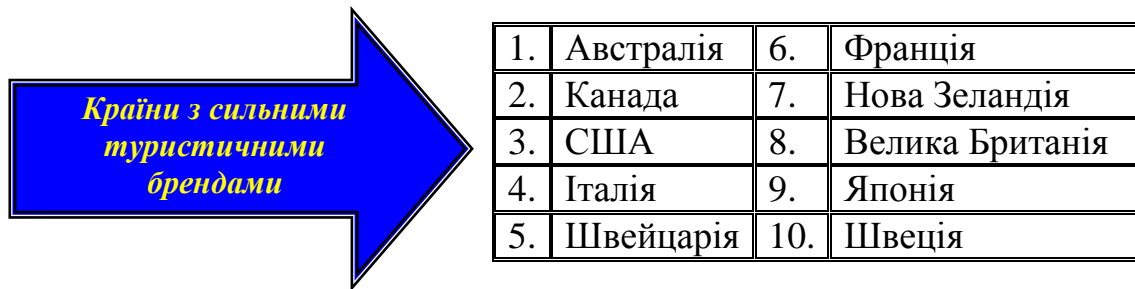 Країни з сильними
туристичними
брендами
1. Австралія 6. Франція
2. Канада 7. Нова Зеландія
3. США 8. Велика Британія
4. Італія 9. Японія
5. Швейцарія 10. Швеція